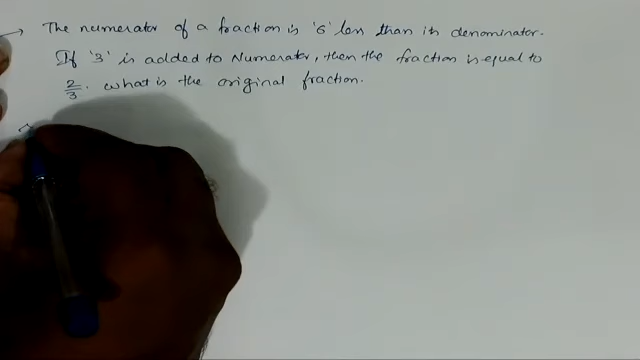 → The numerator of a fraction is '6' less than its denominator.
If '3' is added to Numerator, then the fraction is equal to
2/3. what is the original fraction.